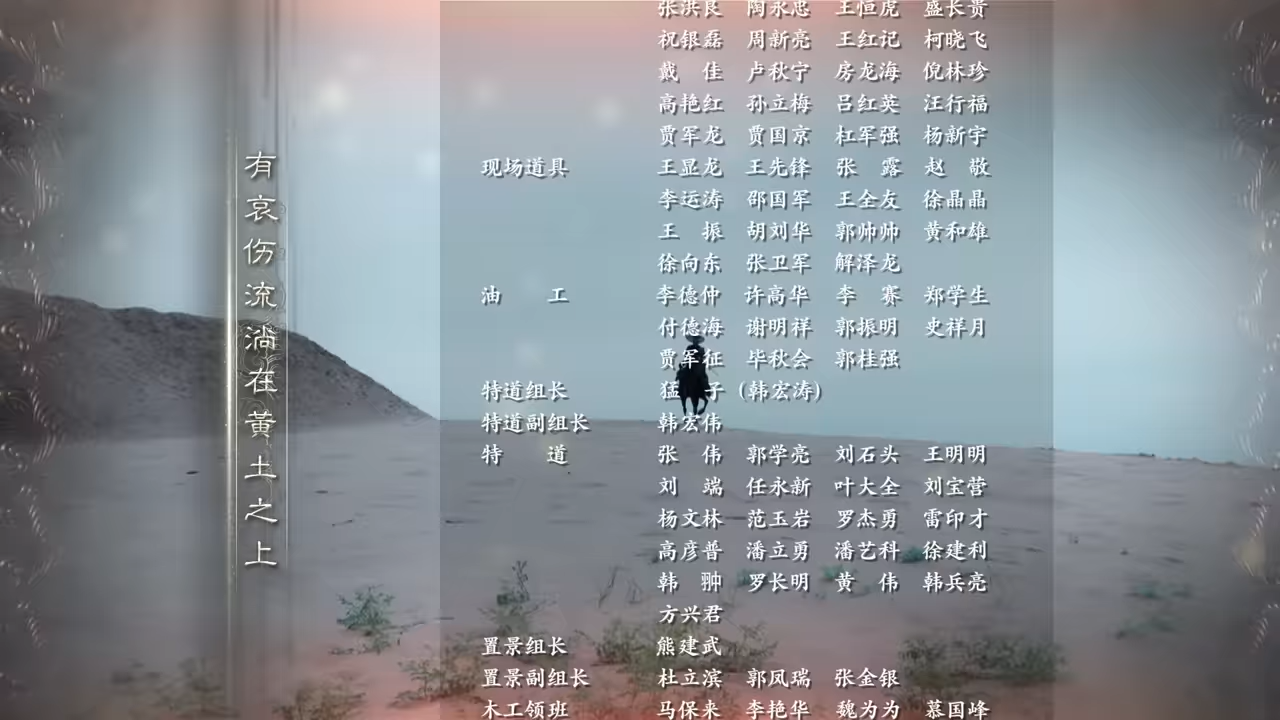 有哀伤流淌在黄土之上
张洪良 陶永忠 王恒虎 盛长贵
祝银磊 周新亮 王红记 柯晓飞
戴 佳 卢秋宁 房龙海 倪林珍
高艳红 孙立梅 吕红英 汪行福
贾军龙 贾国京 杠军强 杨新宇
现场道具 王显龙 王先锋 张 露 赵 敬
李运涛 邵国军 王全友 徐晶晶
王 振 胡刘华 郭帅帅 黄和雄
徐向东 张卫军 解泽龙
油 工 李德仲 许高华 李 赛 郑学生
付德海 谢明祥 郭振明 史祥月
贾军征 毕秋会 郭桂强
特道组长 猛 子（韩宏涛）
特道副组长 韩宏伟
特 道 张 伟 郭学亮 刘石头 王明明
刘 端 任永新 叶大全 刘宝营
杨文林 范玉岩 罗杰勇 雷印才
高彦普 潘立勇 潘艺科 徐建利
韩 翀 罗长明 黄 伟 韩兵亮
方兴君
置景组长 熊建武
置景副组长 杜立滨 郭凤瑞 张金银
木工领班 马保来 李艳华 魏为为 慕国峰